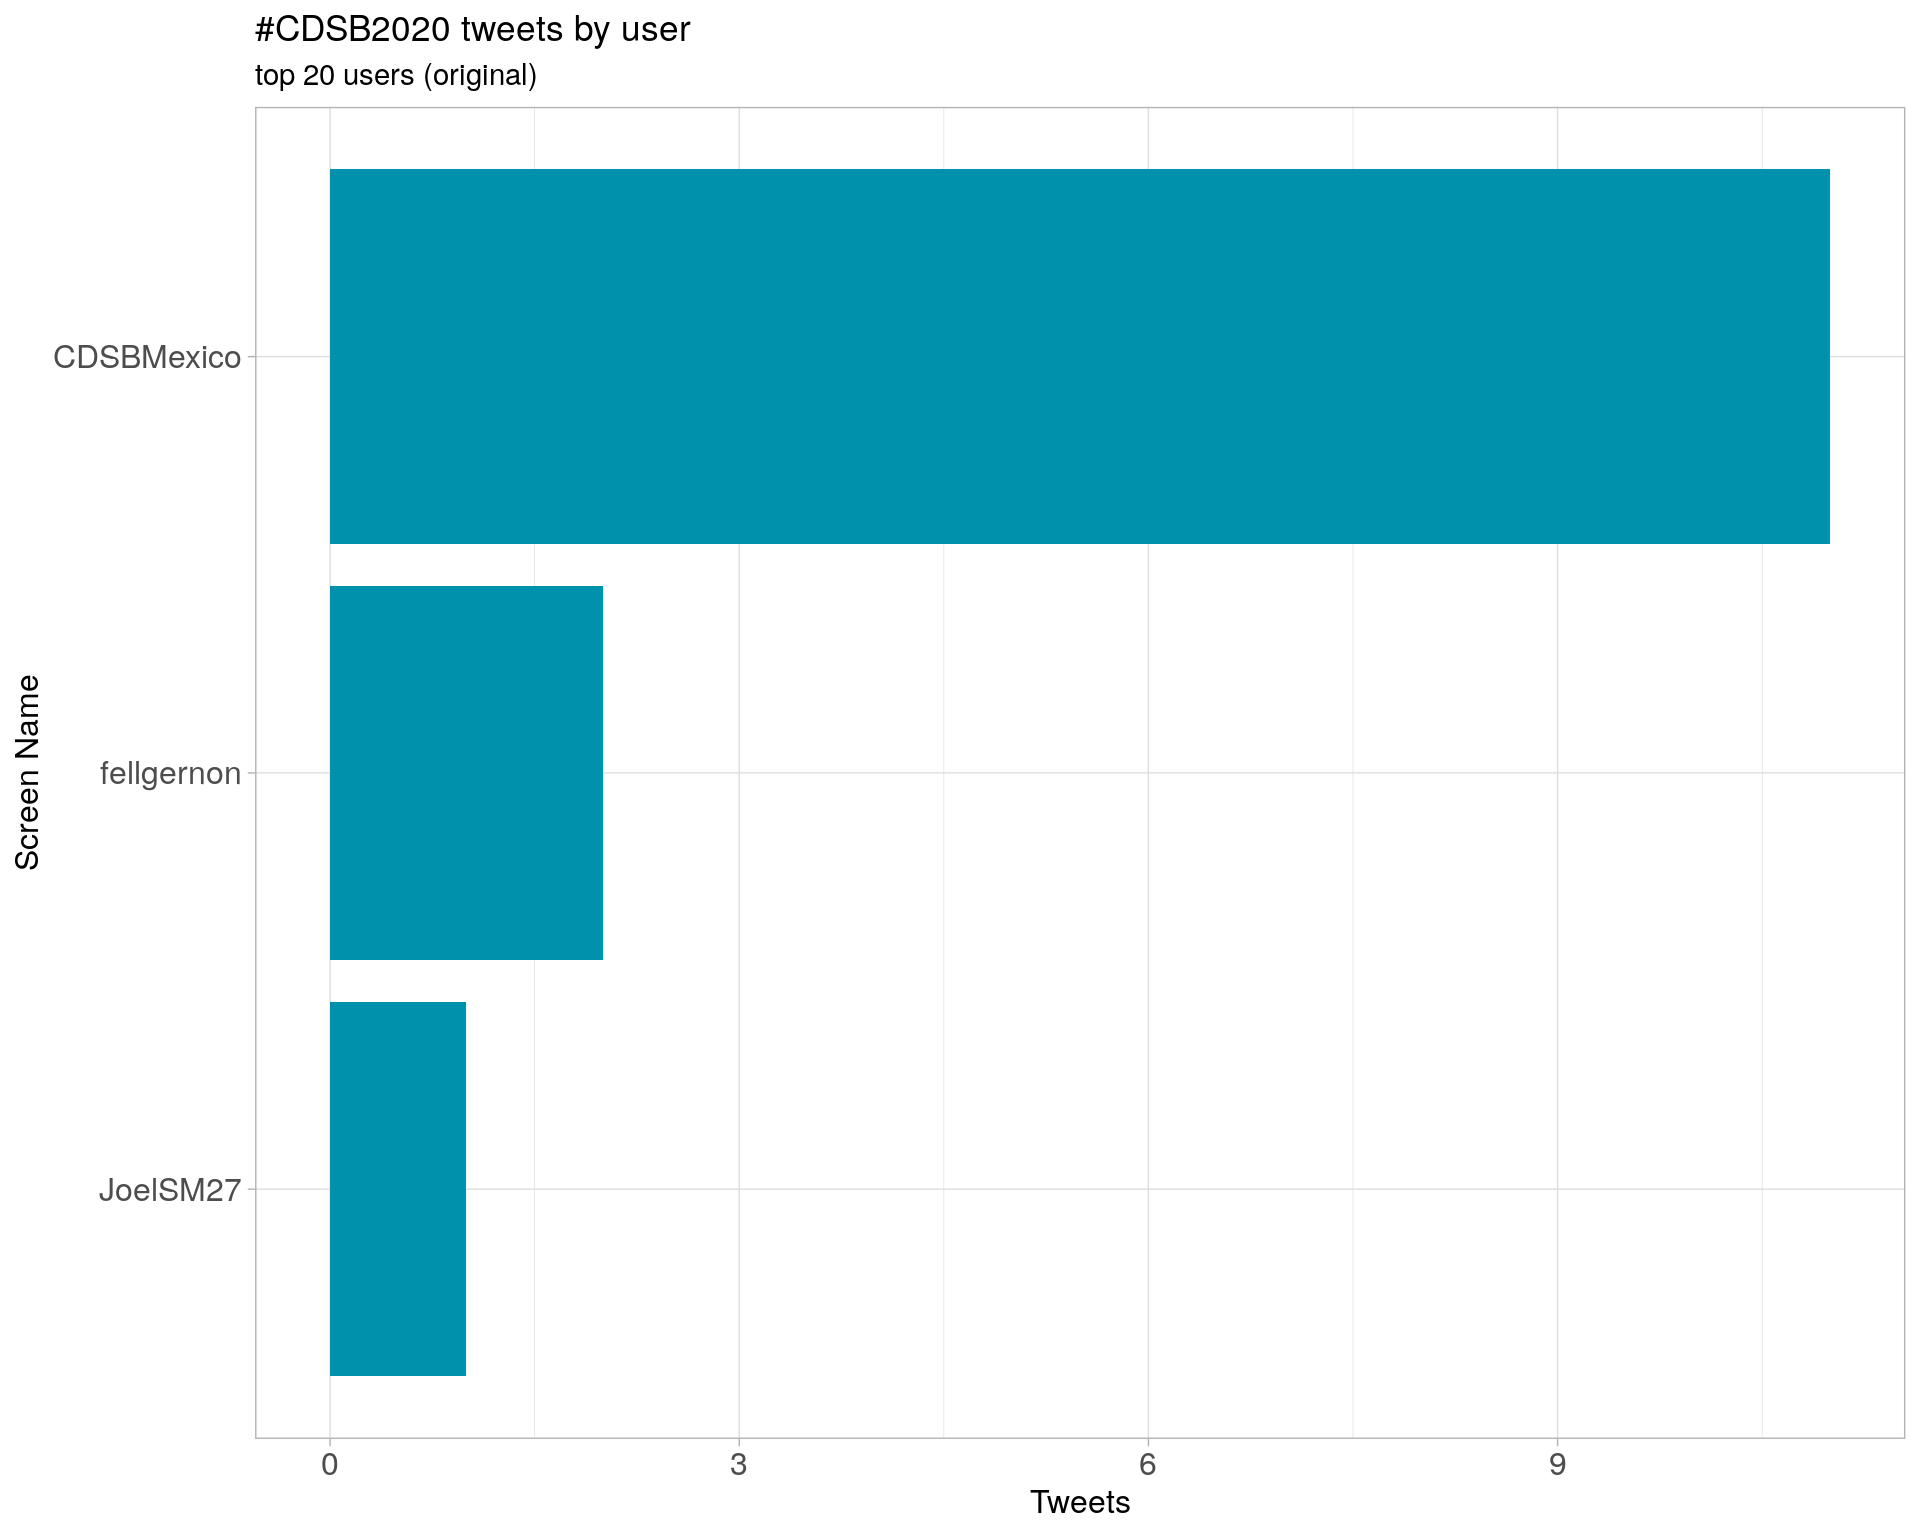 #CDSB2020 tweets by user
top 20 users (original)
Screen Name
CDSBMexico
fellgernon
JoelSM27
0 3 6 9
Tweets